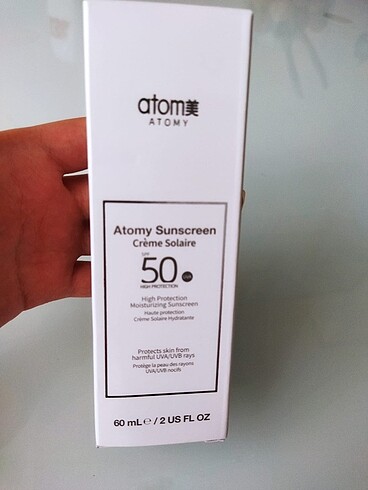 atom美
ATOMY
Atomy Sunscreen
Crème Solaire
SPF
50
UVA
HIGH PROTECTION
High Protection
Moisturizing Sunscreen
Haute protection
Crème Solaire Hydratante
Protects skin from
harmful UVA/UVB rays
Protège la peau des rayons
UVA/UVB nocifs
60 mL ℮ / 2 US FL OZ